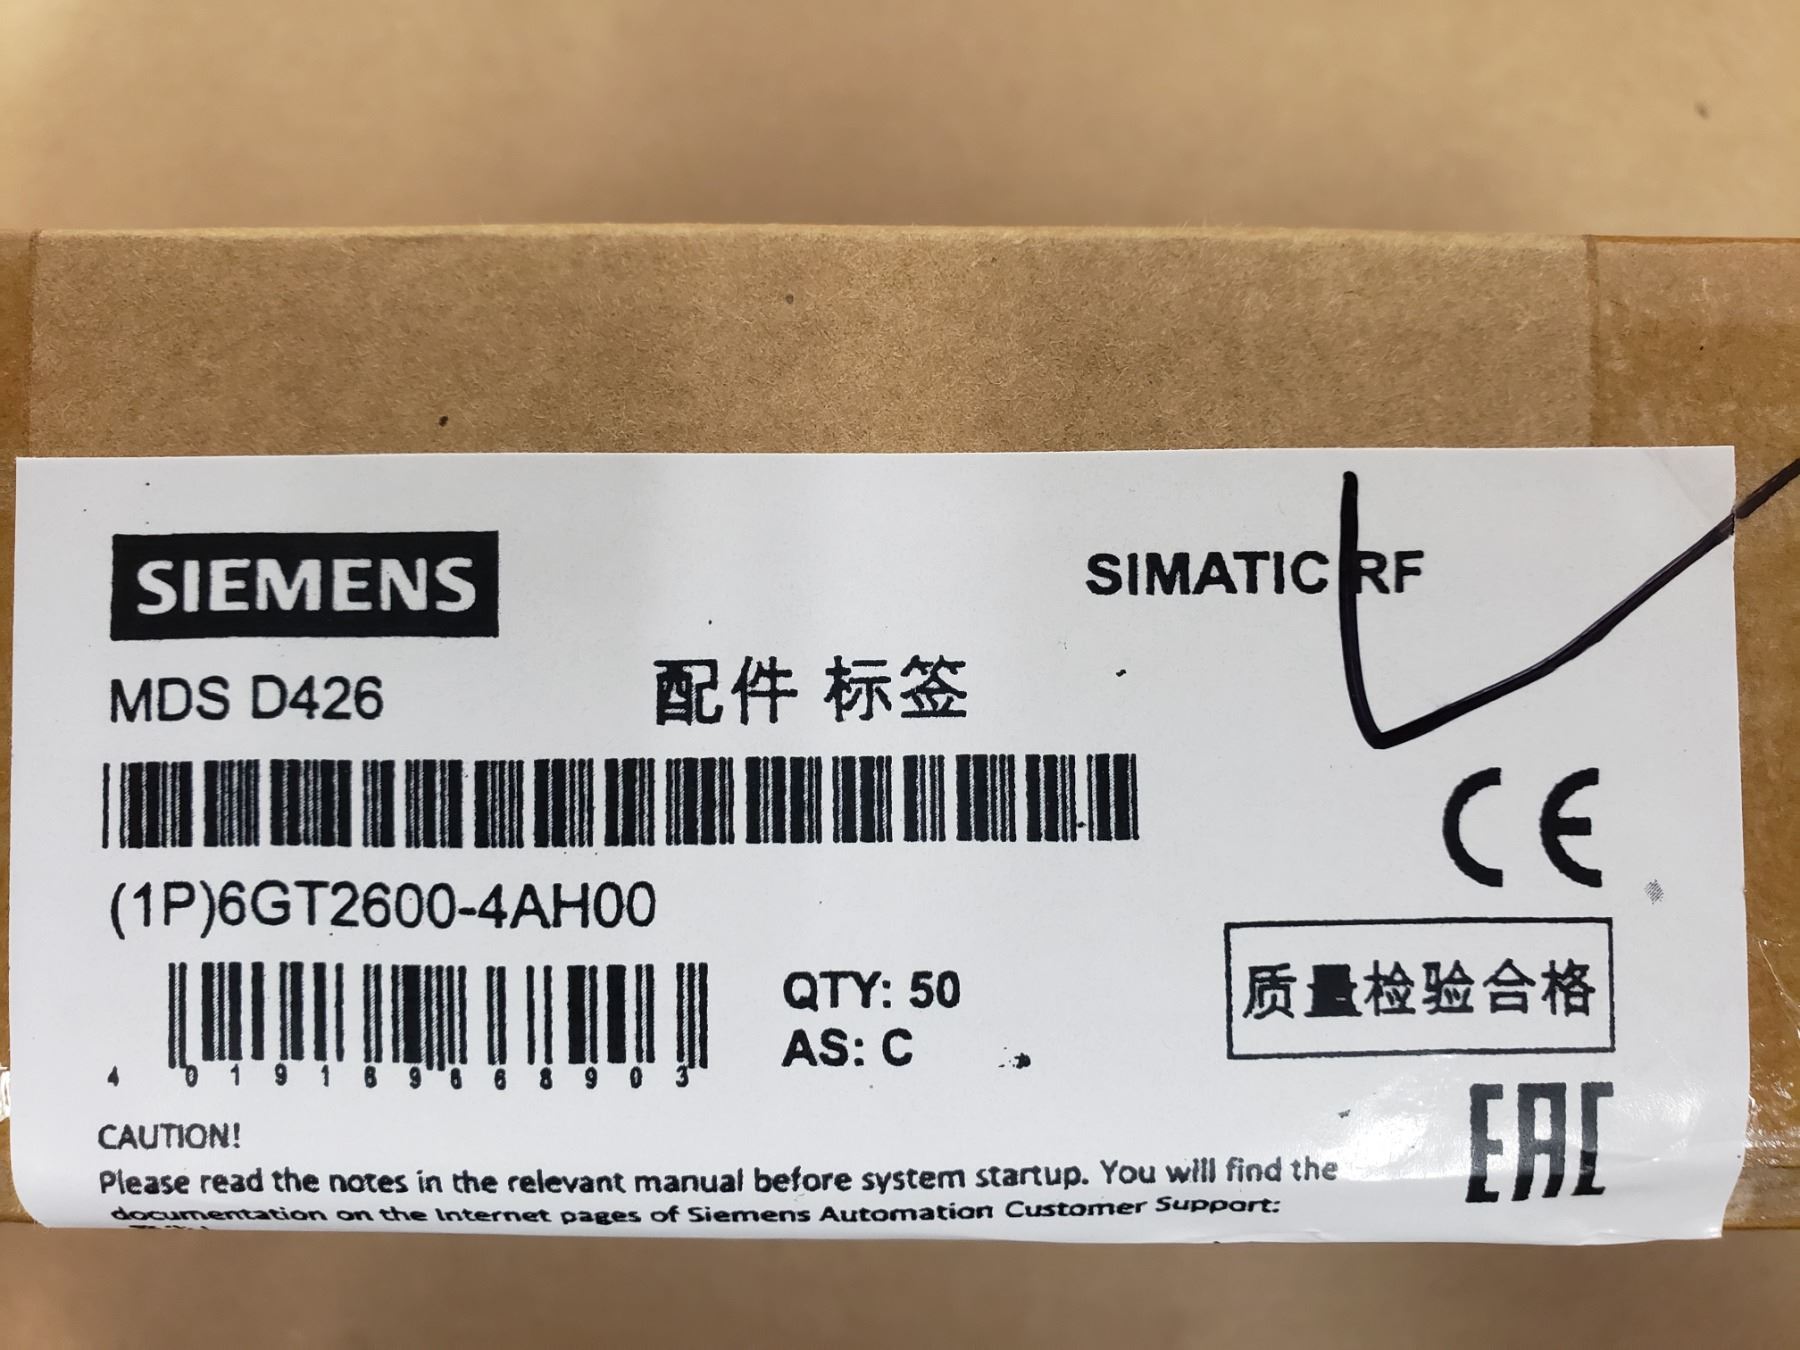 SIEMENS
SIMATIC RF
MDS D426
配件 标签
(1P)6GT2600-4AH00
CE
QTY: 50
AS: C
质量检验合格
4 019169 668903
EAC
CAUTION!
Please read the notes in the relevant manual before system startup. You will find the
documentation on the Internet pages of Siemens Automation Customer Support: